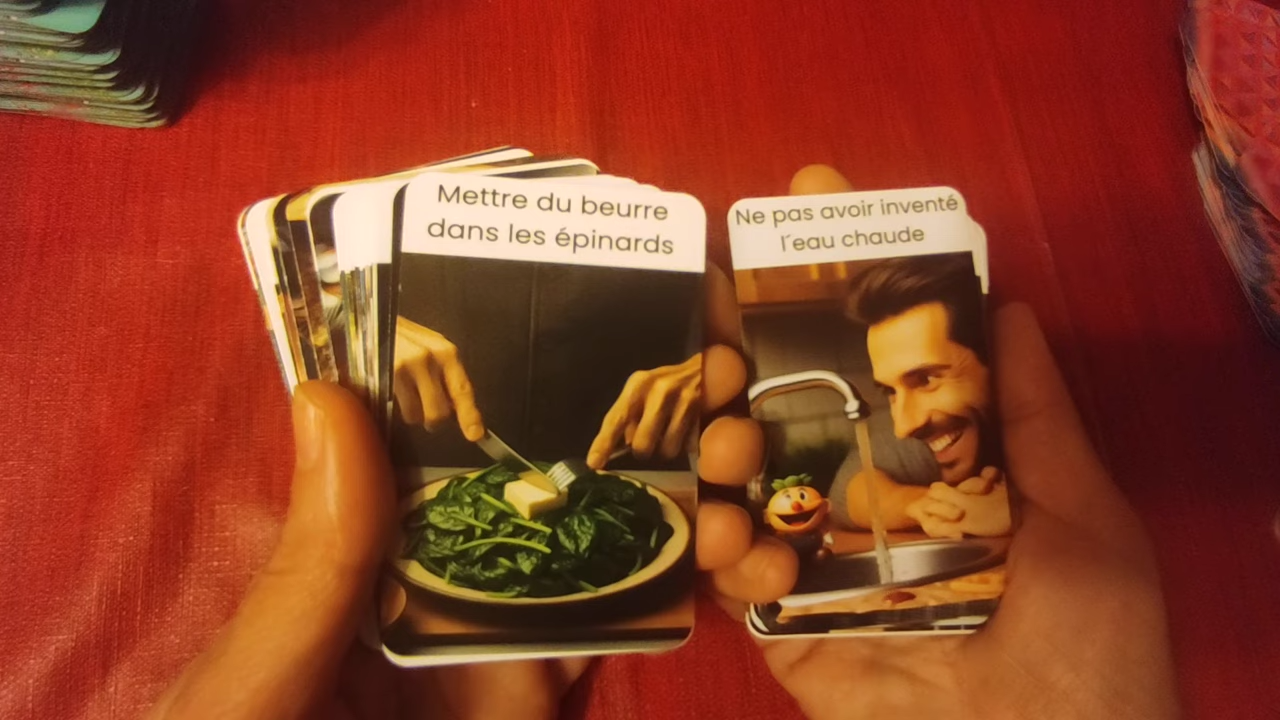 Mettre du beurre
dans les épinards
Ne pas avoir inventé
l´eau chaude